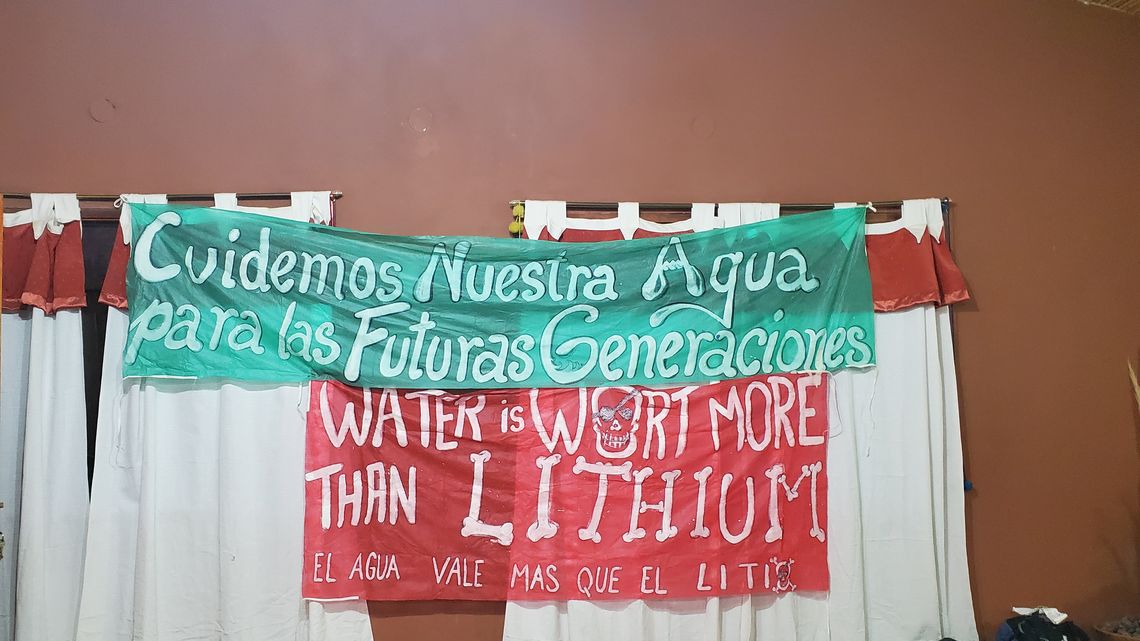 Cuidemos Nuestra Agua
para las Futuras Generaciones
WATER is WORT MORE
THAN LITHIUM
EL AGUA VALE MAS QUE EL LITIO